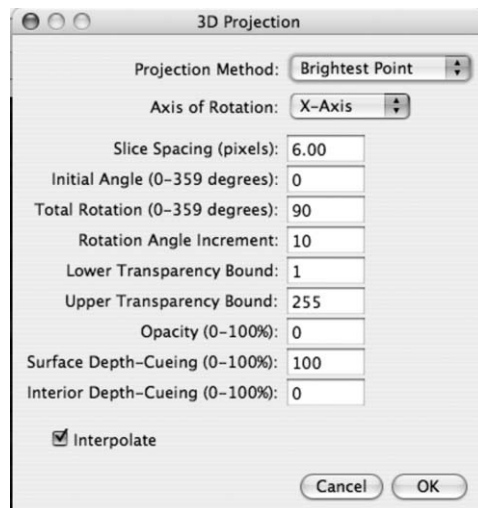 3D Projection
Projection Method: Brightest Point
Axis of Rotation: X-Axis
Slice Spacing (pixels): 6.00
Initial Angle (0-359 degrees): 0
Total Rotation (0-359 degrees): 90
Rotation Angle Increment: 10
Lower Transparency Bound: 1
Upper Transparency Bound: 255
Opacity (0-100%): 0
Surface Depth-Cueing (0-100%): 100
Interior Depth-Cueing (0-100%): 0
Interpolate
Cancel OK